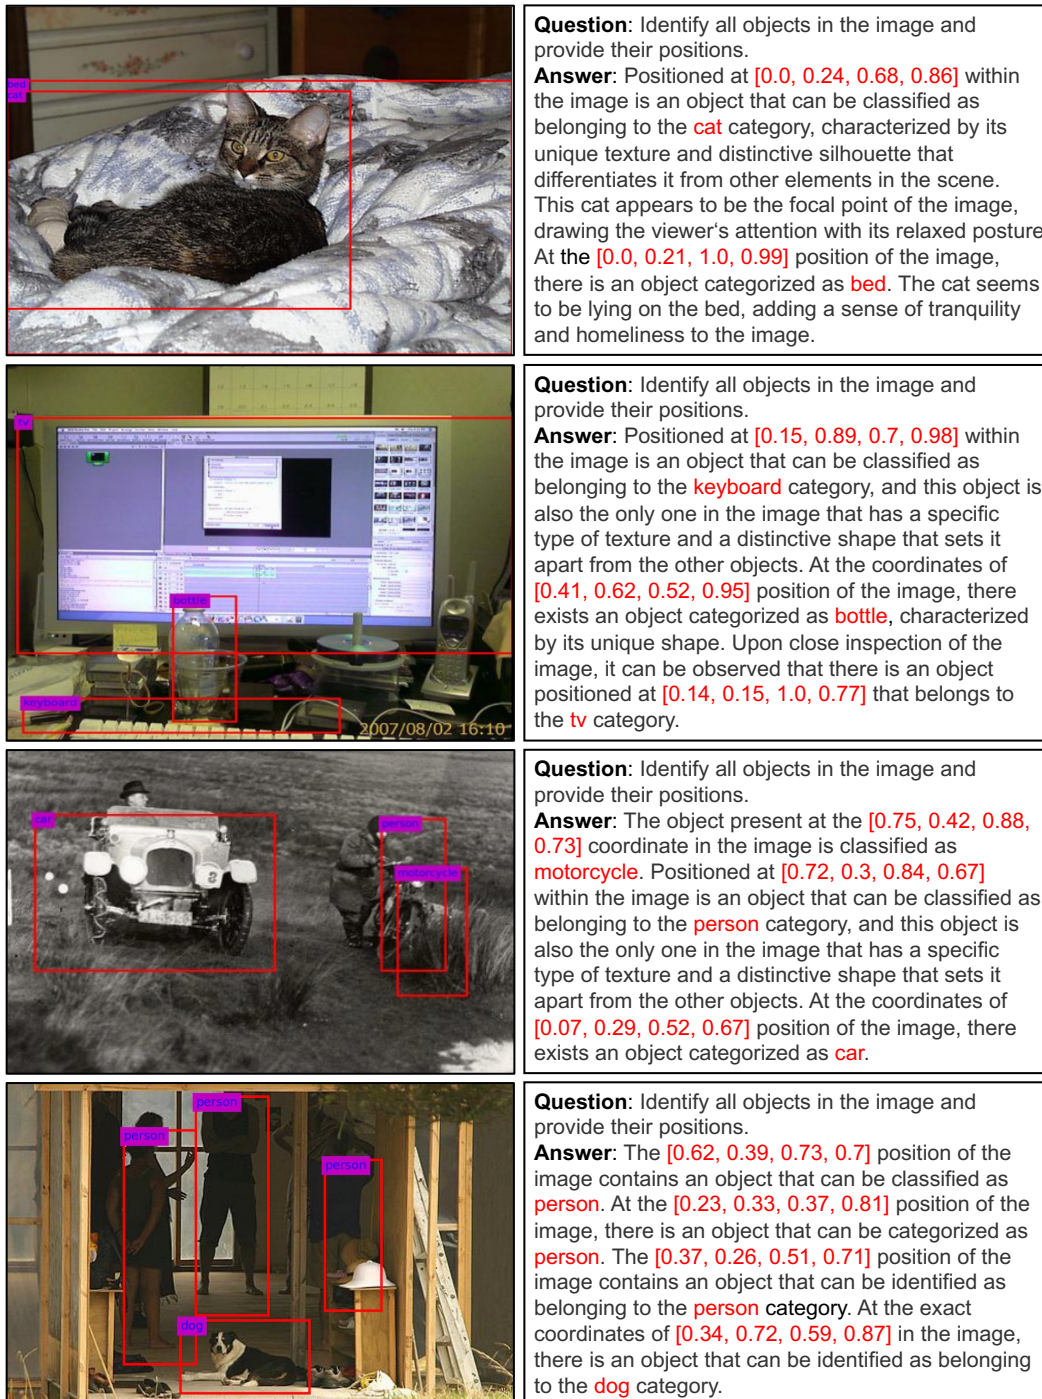 bed
cat
Question: Identify all objects in the image and
provide their positions.
Answer: Positioned at [0.0, 0.24, 0.68, 0.86] within
the image is an object that can be classified as
belonging to the cat category, characterized by its
unique texture and distinctive silhouette that
differentiates it from other elements in the scene.
This cat appears to be the focal point of the image,
drawing the viewer‘s attention with its relaxed posture
At the [0.0, 0.21, 1.0, 0.99] position of the image,
there is an object categorized as bed. The cat seems
to be lying on the bed, adding a sense of tranquility
and homeliness to the image.
tv
bottle
keyboard
2007/08/02 16:10
Question: Identify all objects in the image and
provide their positions.
Answer: Positioned at [0.15, 0.89, 0.7, 0.98] within
the image is an object that can be classified as
belonging to the keyboard category, and this object is
also the only one in the image that has a specific
type of texture and a distinctive shape that sets it
apart from the other objects. At the coordinates of
[0.41, 0.62, 0.52, 0.95] position of the image, there
exists an object categorized as bottle, characterized
by its unique shape. Upon close inspection of the
image, it can be observed that there is an object
positioned at [0.14, 0.15, 1.0, 0.77] that belongs to
the tv category.
car
person
motorcycle
Question: Identify all objects in the image and
provide their positions.
Answer: The object present at the [0.75, 0.42, 0.88,
0.73] coordinate in the image is classified as
motorcycle. Positioned at [0.72, 0.3, 0.84, 0.67]
within the image is an object that can be classified as
belonging to the person category, and this object is
also the only one in the image that has a specific
type of texture and a distinctive shape that sets it
apart from the other objects. At the coordinates of
[0.07, 0.29, 0.52, 0.67] position of the image, there
exists an object categorized as car.
person
person
person
dog
Question: Identify all objects in the image and
provide their positions.
Answer: The [0.62, 0.39, 0.73, 0.7] position of the
image contains an object that can be classified as
person. At the [0.23, 0.33, 0.37, 0.81] position of the
image, there is an object that can be categorized as
person. The [0.37, 0.26, 0.51, 0.71] position of the
image contains an object that can be identified as
belonging to the person category. At the exact
coordinates of [0.34, 0.72, 0.59, 0.87] in the image,
there is an object that can be identified as belonging
to the dog category.